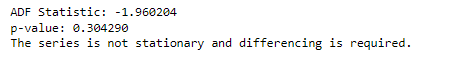 ADF Statistic: -1.960204
p-value: 0.304290
The series is not stationary and differencing is required.